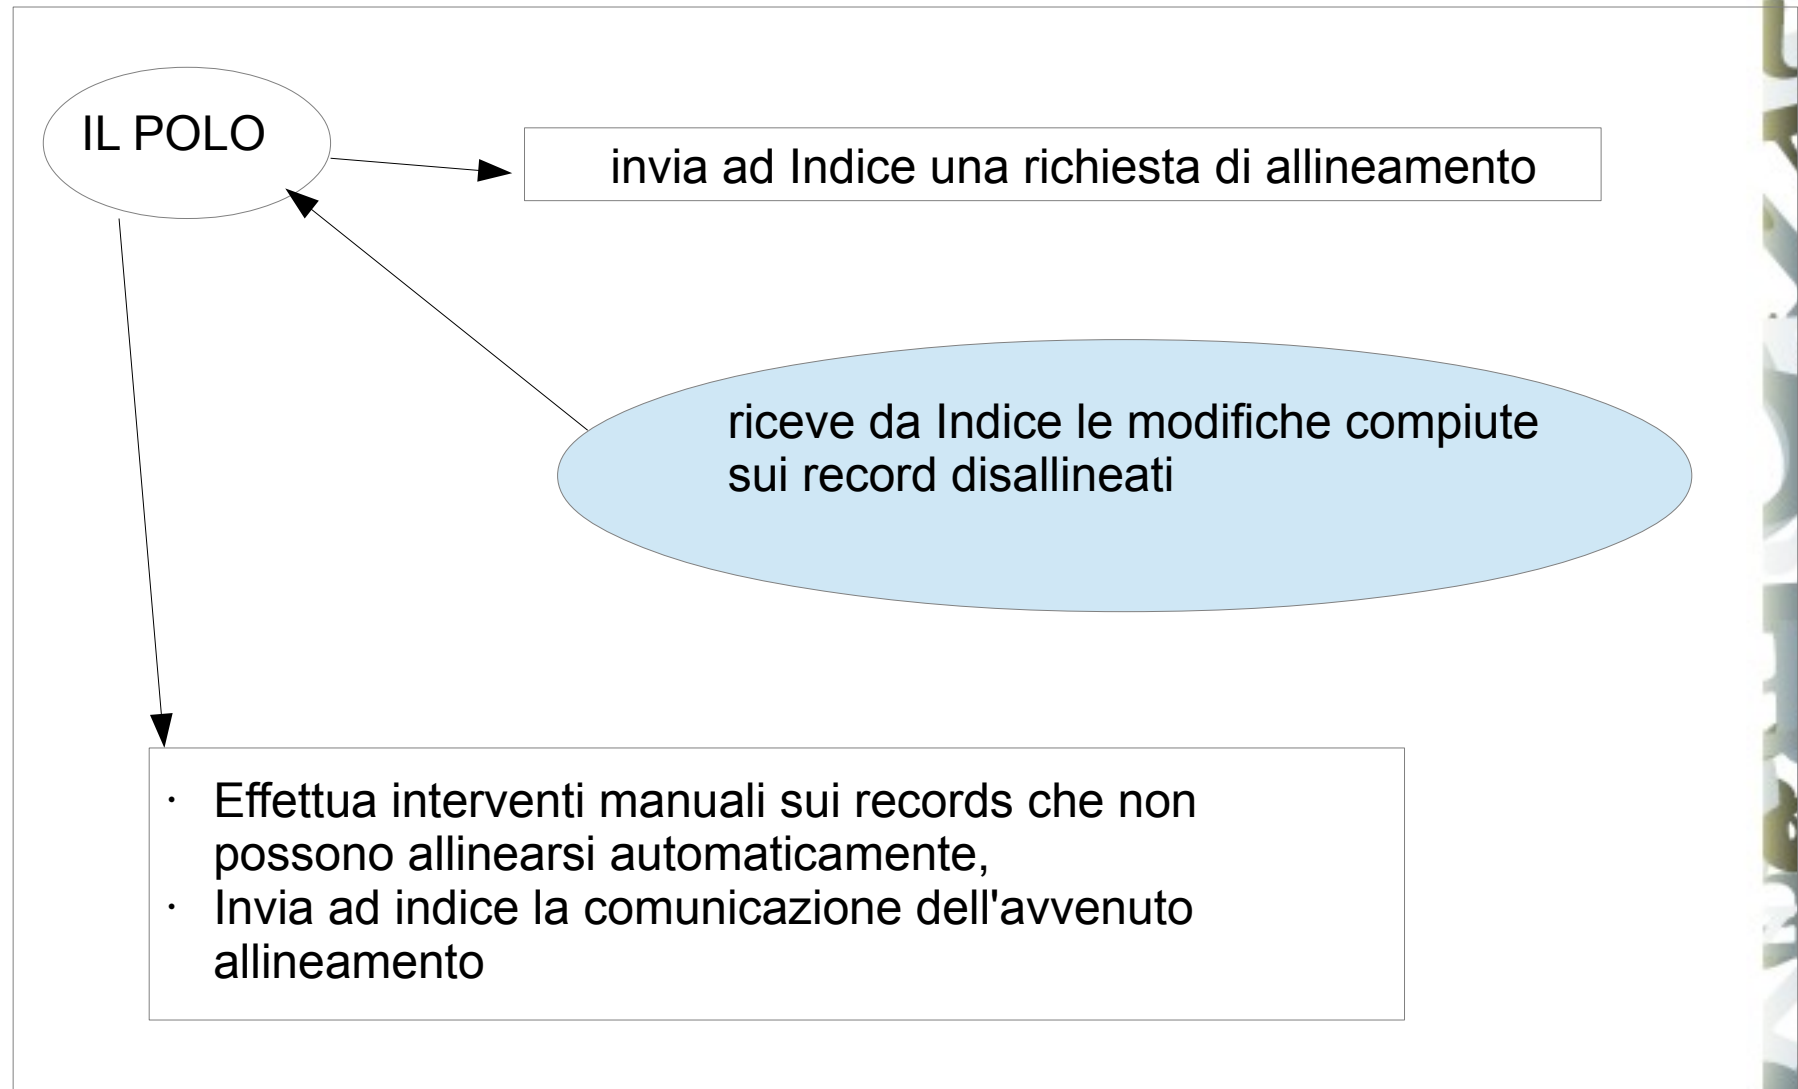 IL POLO
invia ad Indice una richiesta di allineamento
riceve da Indice le modifiche compiute
sui record disallineati
· Effettua interventi manuali sui records che non
possono allinearsi automaticamente,
· Invia ad indice la comunicazione dell'avvenuto
allineamento